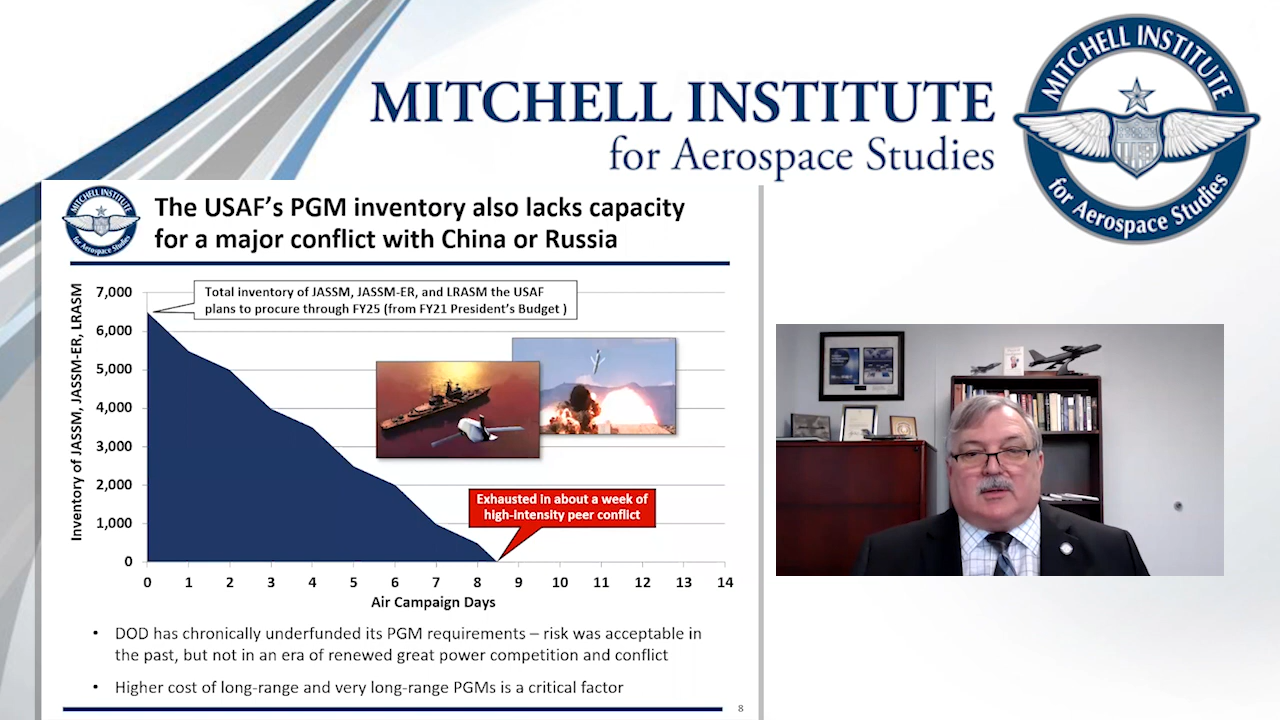 MITCHELL INSTITUTE
for Aerospace Studies
MITCHELL INSTITUTE
for Aerospace Studies
MITCHELL INSTITUTE
for Aerospace Studies
The USAF's PGM inventory also lacks capacity
for a major conflict with China or Russia
Inventory of JASSM, JASSM-ER, LRASM
7,000
6,000
5,000
4,000
3,000
2,000
1,000
0
Total inventory of JASSM, JASSM-ER, and LRASM the USAF
plans to procure through FY25 (from FY21 President's Budget )
Exhausted in about a week of
high-intensity peer conflict
0 1 2 3 4 5 6 7 8 9 10 11 12 13 14
Air Campaign Days
• DOD has chronically underfunded its PGM requirements – risk was acceptable in
the past, but not in an era of renewed great power competition and conflict
• Higher cost of long-range and very long-range PGMs is a critical factor
8